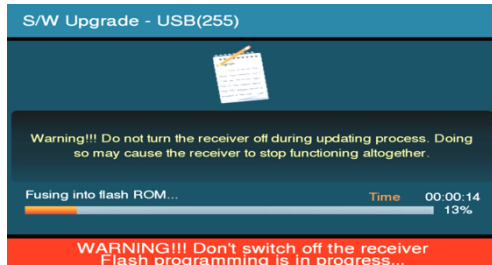 S/W Upgrade - USB(255)
Warning!!! Do not turn the receiver off during updating process. Doing
so may cause the receiver to stop functioning altogether.
Fusing into flash ROM...
Time 00:00:14
13%
WARNING!!! Don't switch off the receiver
Flash programming is in progress...